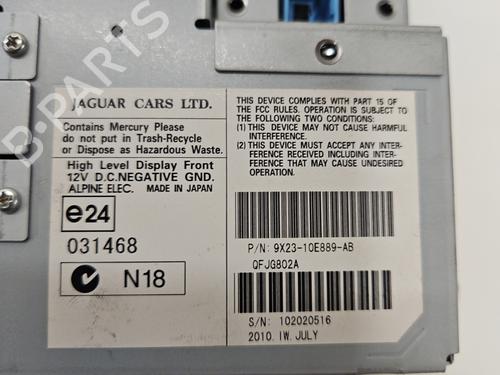 B-PARTS
JAGUAR CARS LTD.
Contains Mercury Please
do not put in Trash-Recycle
or Dispose as Hazardous Waste.
High Level Display Front
12V D.C.NEGATIVE GND.
ALPINE ELEC. MADE IN JAPAN
e24
031468
N18
THIS DEVICE COMPLIES WITH PART 15 OF
THE FCC RULES. OPERATION IS SUBJECT TO
THE FOLLOWING TWO CONDITIONS:
(1) THIS DEVICE MAY NOT CAUSE HARMFUL
INTERFERENCE.
(2) THIS DEVICE MUST ACCEPT ANY INTER-
FERENCE RECEIVED INCLUDING INTER-
FERENCE THAT MAY CAUSE UNDESIRED
OPERATION.
P/N: 9X23-10E889-AB
QFJG802A
S/N: 102020516
2010. IW. JULY